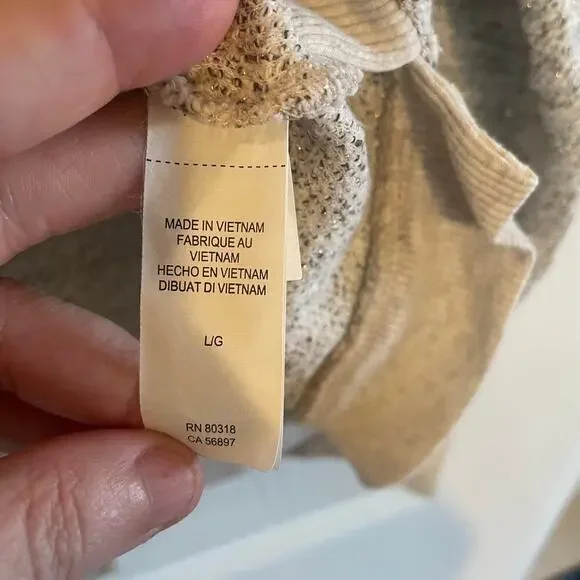 MADE IN VIETNAM
FABRIQUE AU
VIETNAM
HECHO EN VIETNAM
DIBUAT DI VIETNAM
L/G
RN 80318
CA 56897